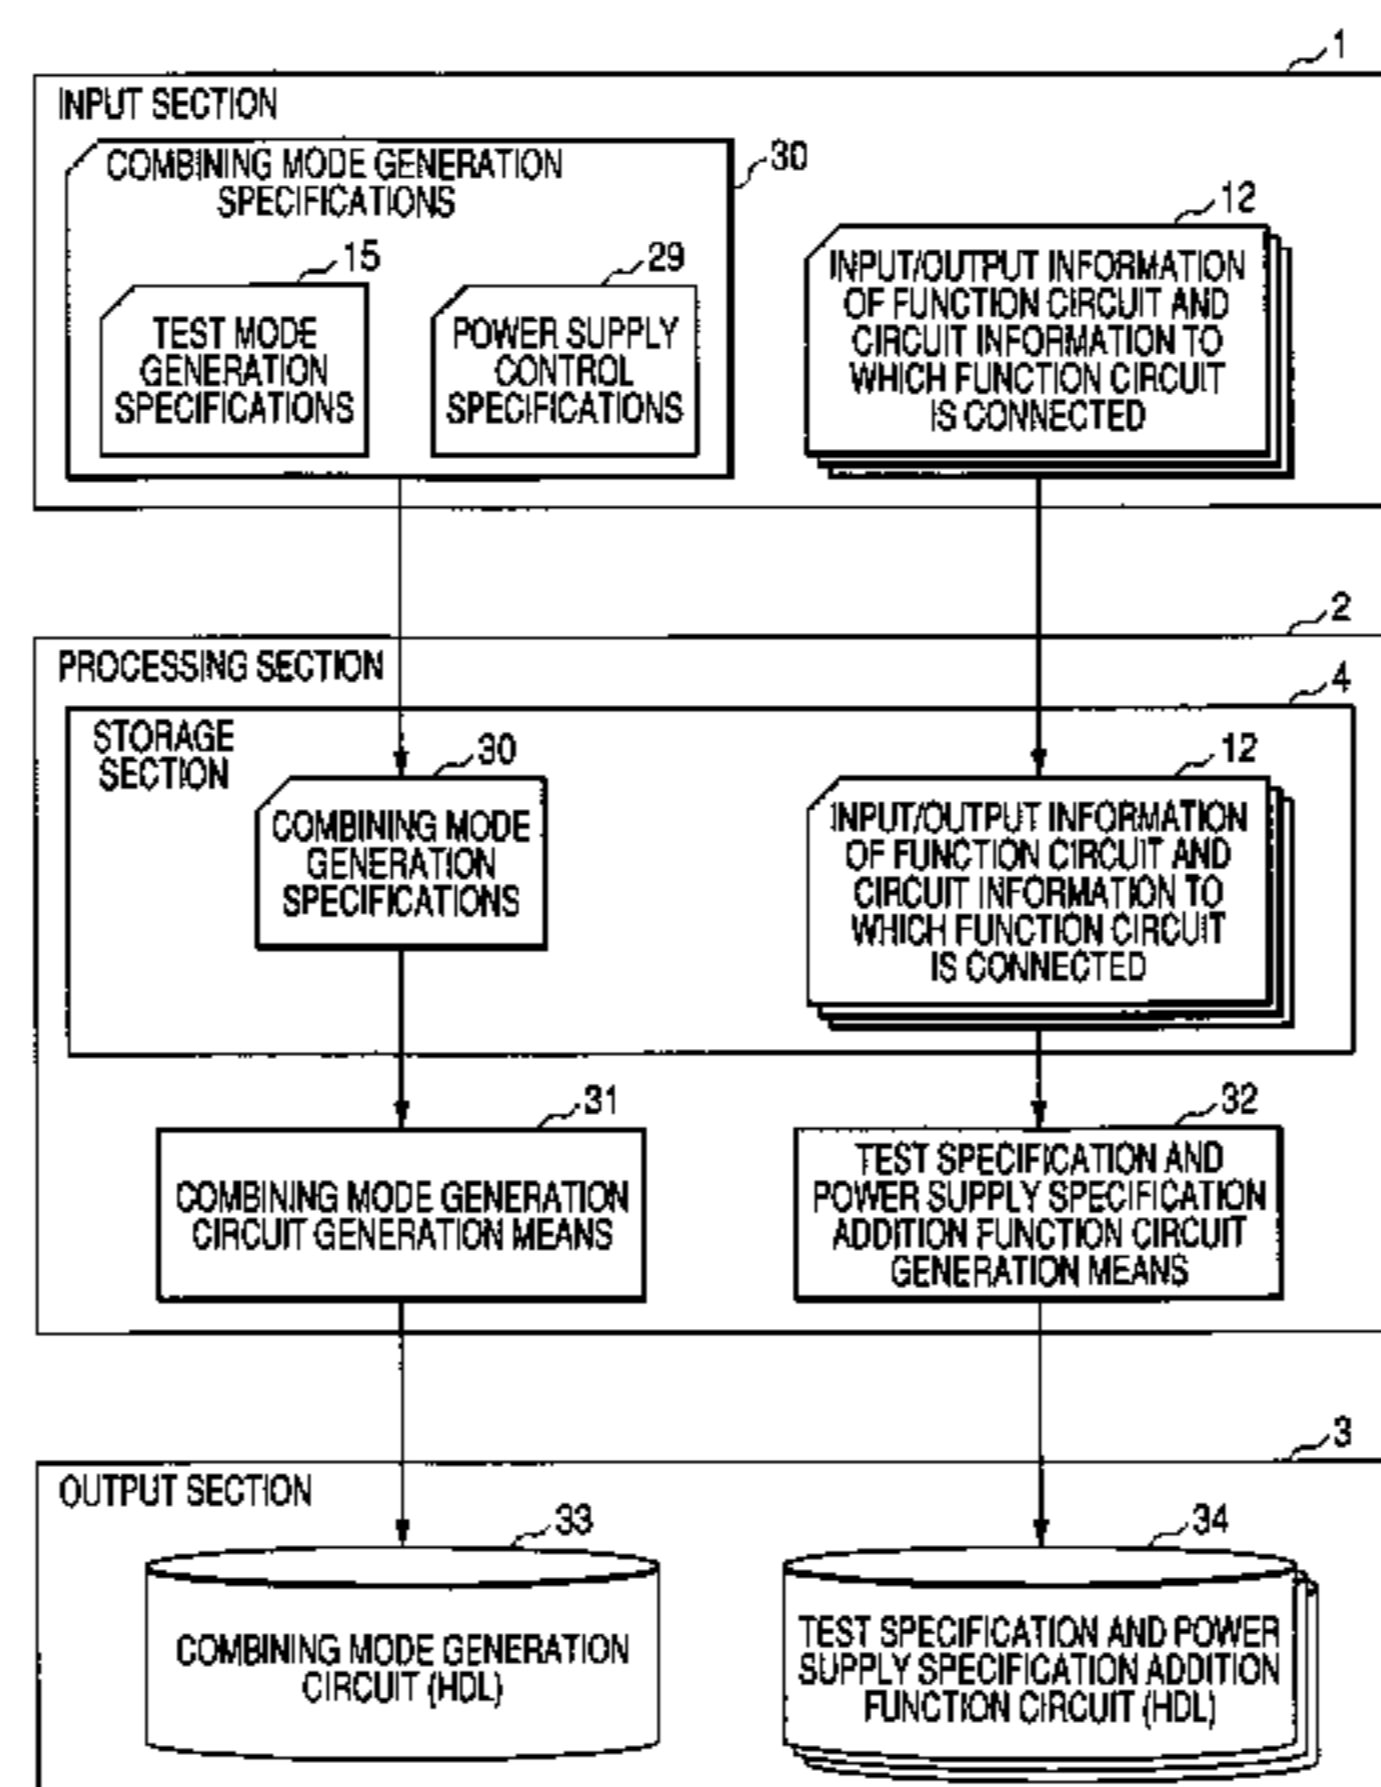 1
INPUT SECTION
COMBINING MODE GENERATION
SPECIFICATIONS
30
12
15
29
TEST MODE
GENERATION
SPECIFICATIONS
POWER SUPPLY
CONTROL
SPECIFICATIONS
INPUT/OUTPUT INFORMATION
OF FUNCTION CIRCUIT AND
CIRCUIT INFORMATION TO
WHICH FUNCTION CIRCUIT
IS CONNECTED
2
PROCESSING SECTION
4
STORAGE
SECTION
30
12
COMBINING MODE
GENERATION
SPECIFICATIONS
INPUT/OUTPUT INFORMATION
OF FUNCTION CIRCUIT AND
CIRCUIT INFORMATION TO
WHICH FUNCTION CIRCUIT
IS CONNECTED
31
32
COMBINING MODE GENERATION
CIRCUIT GENERATION MEANS
TEST SPECIFICATION AND
POWER SUPPLY SPECIFICATION
ADDITION FUNCTION CIRCUIT
GENERATION MEANS
3
OUTPUT SECTION
33
34
COMBINING MODE GENERATION
CIRCUIT (HDL)
TEST SPECIFICATION AND POWER
SUPPLY SPECIFICATION ADDITION
FUNCTION CIRCUIT (HDL)